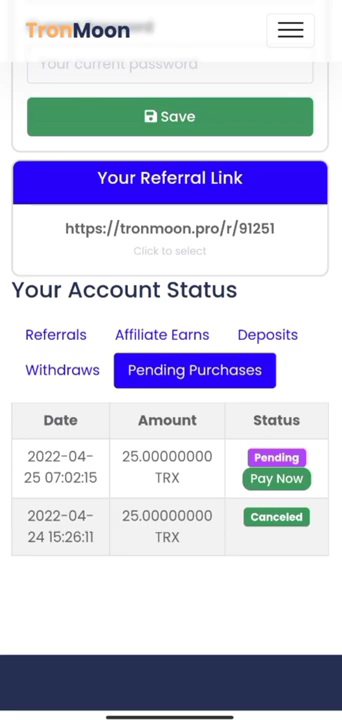 TronMoon
Your current password
Save
Your Referral Link
https://tronmoon.pro/r/91251
Click to select
Your Account Status
Referrals Affiliate Earns Deposits
Withdraws Pending Purchases
Date Amount Status
2022-04- 25.00000000 Pending
25 07:02:15 TRX Pay Now
2022-04- 25.00000000 Canceled
24 15:26:11 TRX